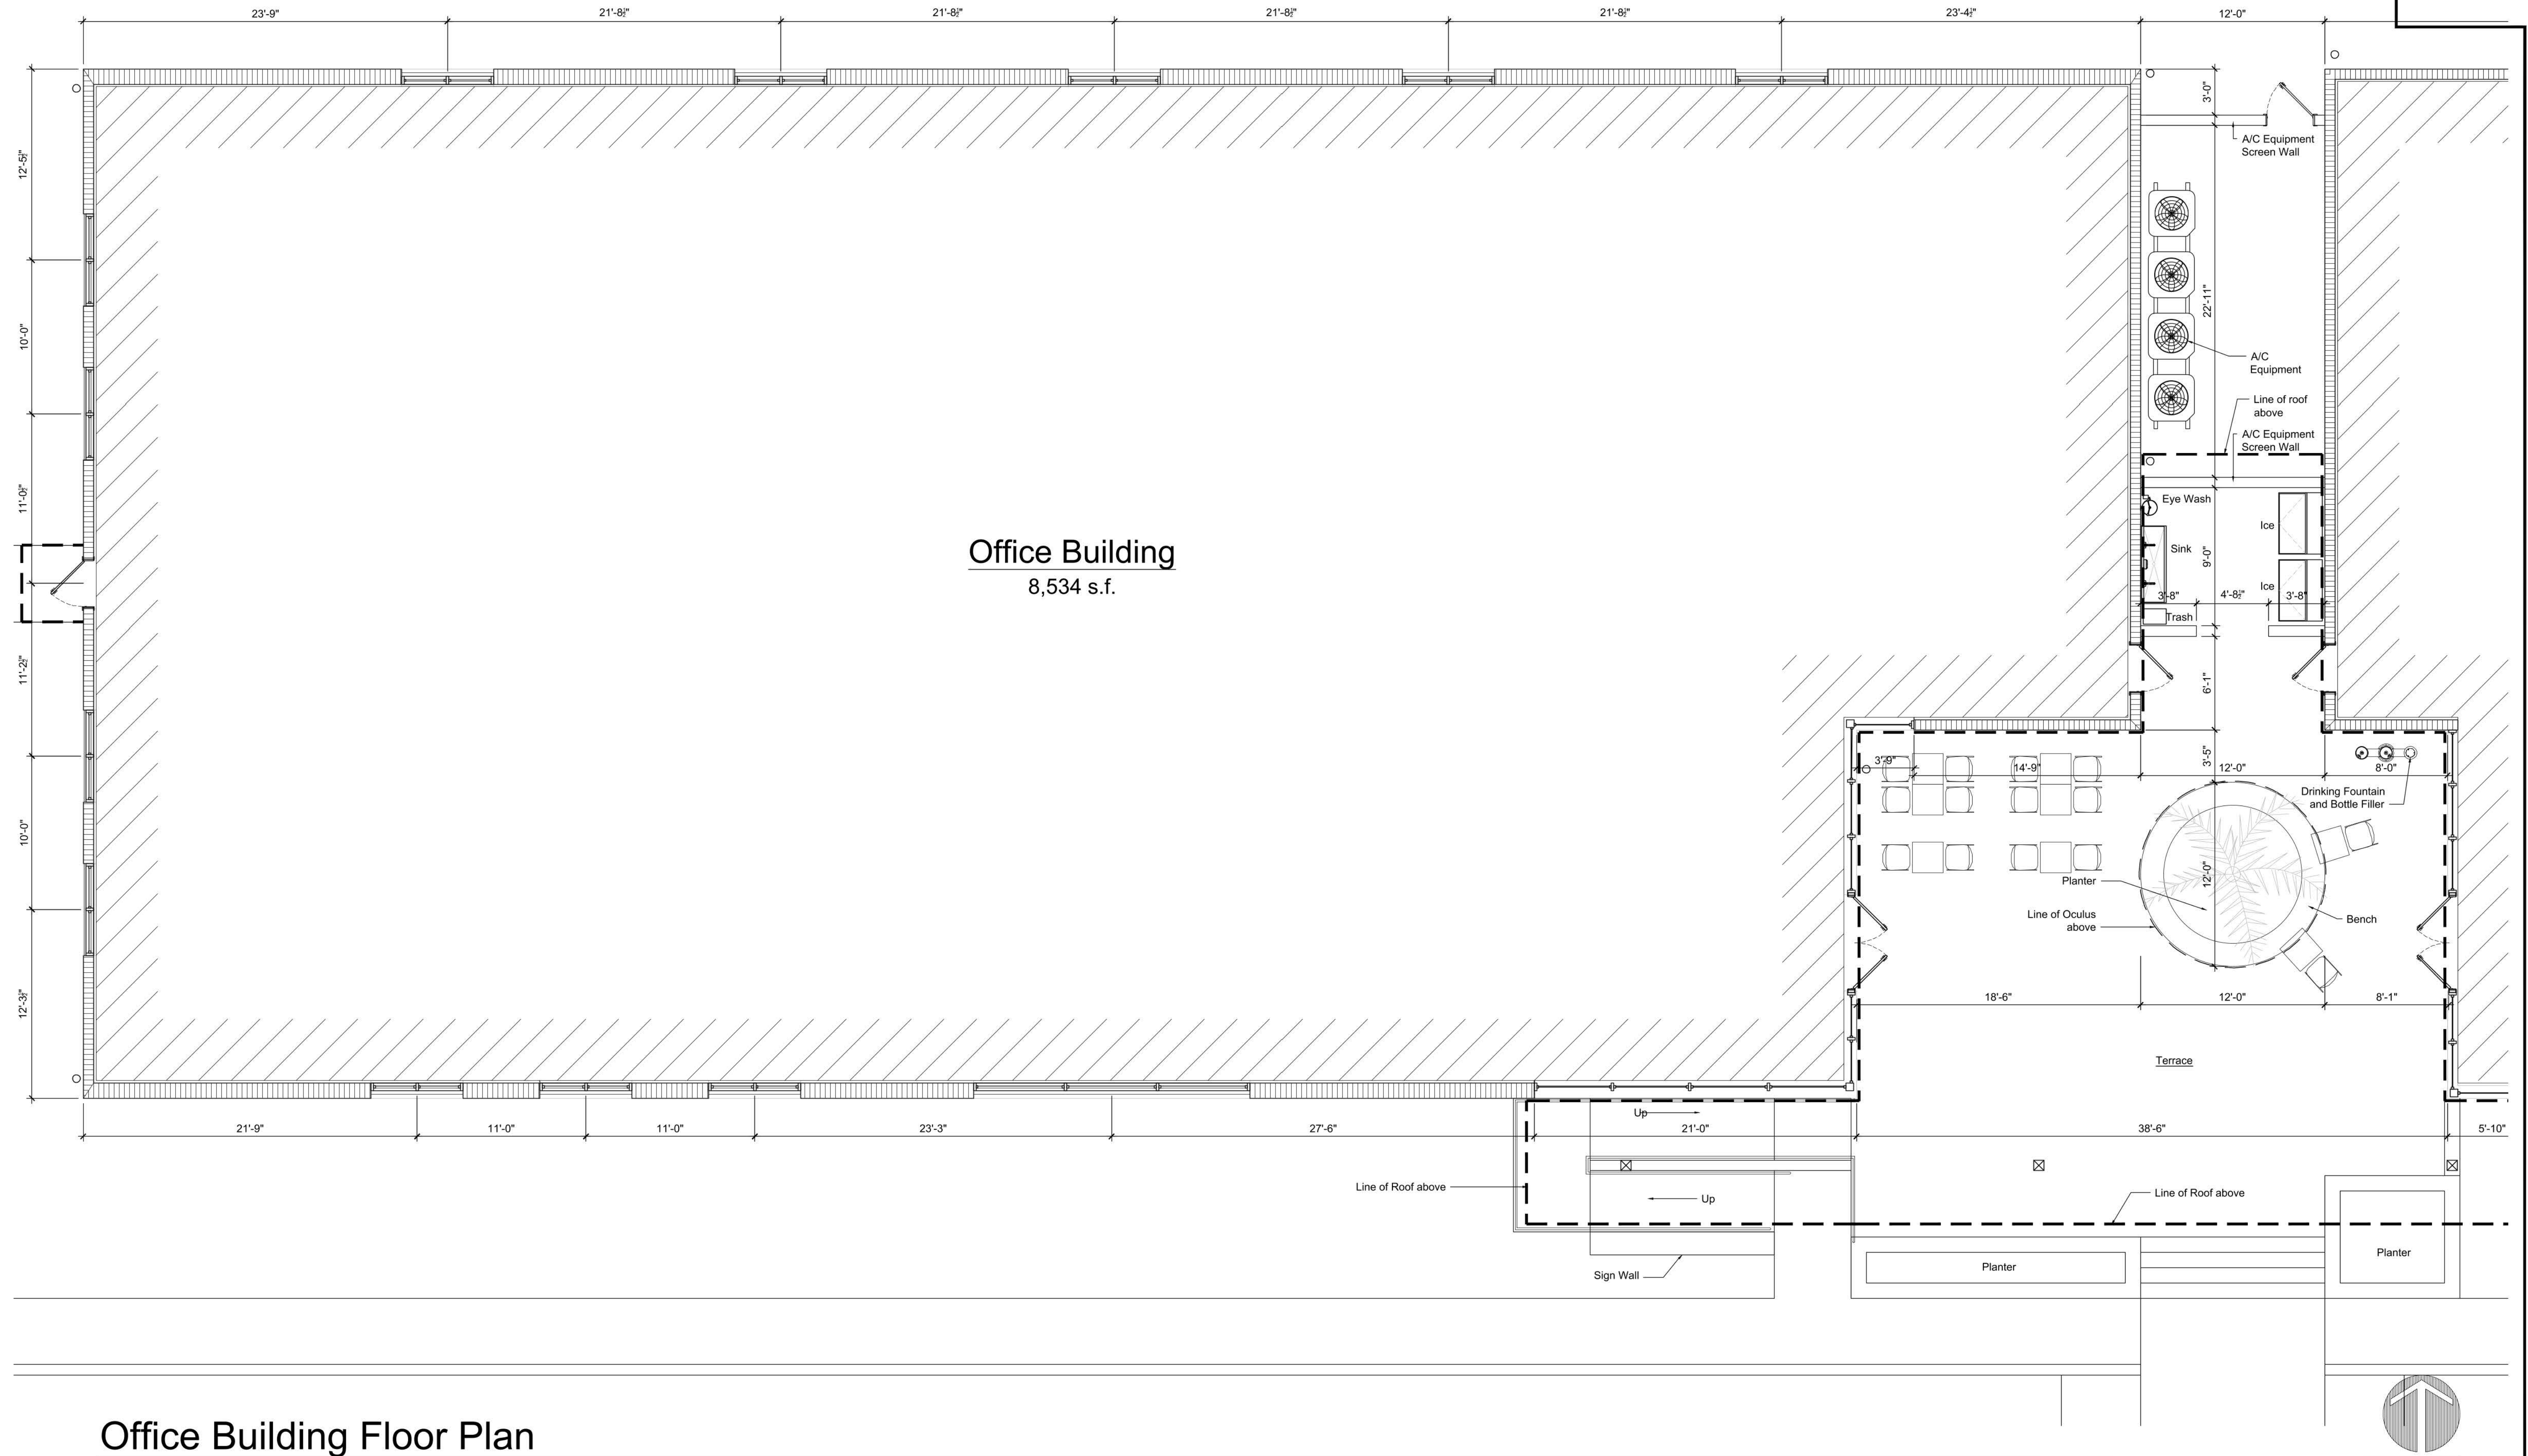 23'-9"
21'-8½"
21'-8½"
21'-8½"
21'-8½"
23'-4½"
12'-0"
3'-0"
A/C Equipment
Screen Wall
12'-5½"
22'-11"
10'-0"
A/C
Equipment
Line of roof
above
A/C Equipment
Screen Wall
11'-0½"
Eye Wash
Ice
Sink
9'-0"
Office Building
8,534 s.f.
Ice
3'-8"
4'-8½"
3'-8"
Trash
11'-2½"
6'-1"
3'-5"
3'-9"
14'-9"
12'-0"
8'-0"
Drinking Fountain
and Bottle Filler
10'-0"
12'-0"
Planter
Line of Oculus
above
Bench
12'-3½"
18'-6"
12'-0"
8'-1"
Terrace
Up
21'-9"
11'-0"
11'-0"
23'-3"
27'-6"
21'-0"
38'-6"
5'-10"
Line of Roof above
Up
Line of Roof above
Planter
Planter
Sign Wall
Office Building Floor Plan